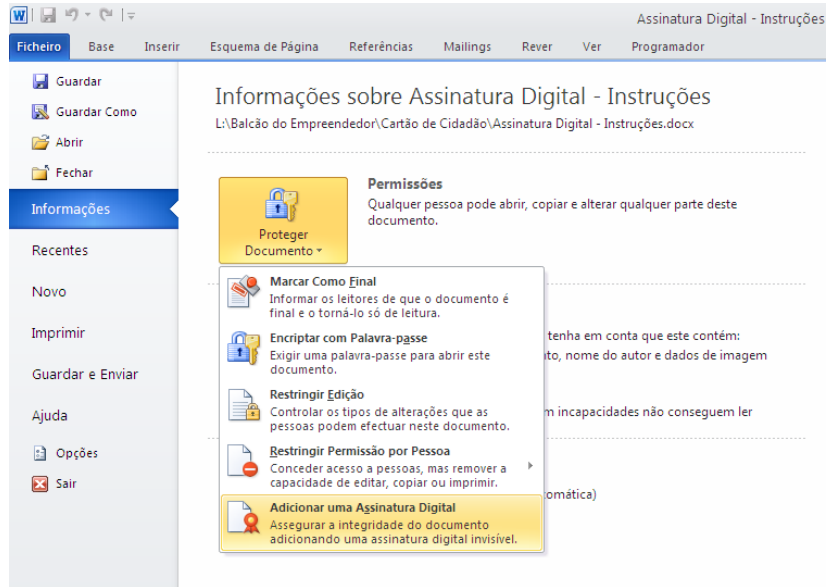 Assinatura Digital - Instruções
Ficheiro Base Inserir Esquema de Página Referências Mailings Rever Ver Programador
Guardar
Guardar Como
Abrir
Fechar
Informações
Recentes
Novo
Imprimir
Guardar e Enviar
Ajuda
Opções
Sair
Informações sobre Assinatura Digital - Instruções
L:\Balcão do Empreendedor\Cartão de Cidadão\Assinatura Digital - Instruções.docx
Proteger
Documento
Permissões
Qualquer pessoa pode abrir, copiar e alterar qualquer parte deste
documento.
Marcar Como Final
Informar os leitores de que o documento é
final e o torná-lo só de leitura.
Encriptar com Palavra-passe
Exigir uma palavra-passe para abrir este
documento.
Restringir Edição
Controlar os tipos de alterações que as
pessoas podem efectuar neste documento.
Restringir Permissão por Pessoa
Conceder acesso a pessoas, mas remover a
capacidade de editar, copiar ou imprimir.
Adicionar uma Assinatura Digital
Assegurar a integridade do documento
adicionando uma assinatura digital invisível.
tenha em conta que este contém:
nome do autor e dados de imagem
incapacidades não conseguem ler